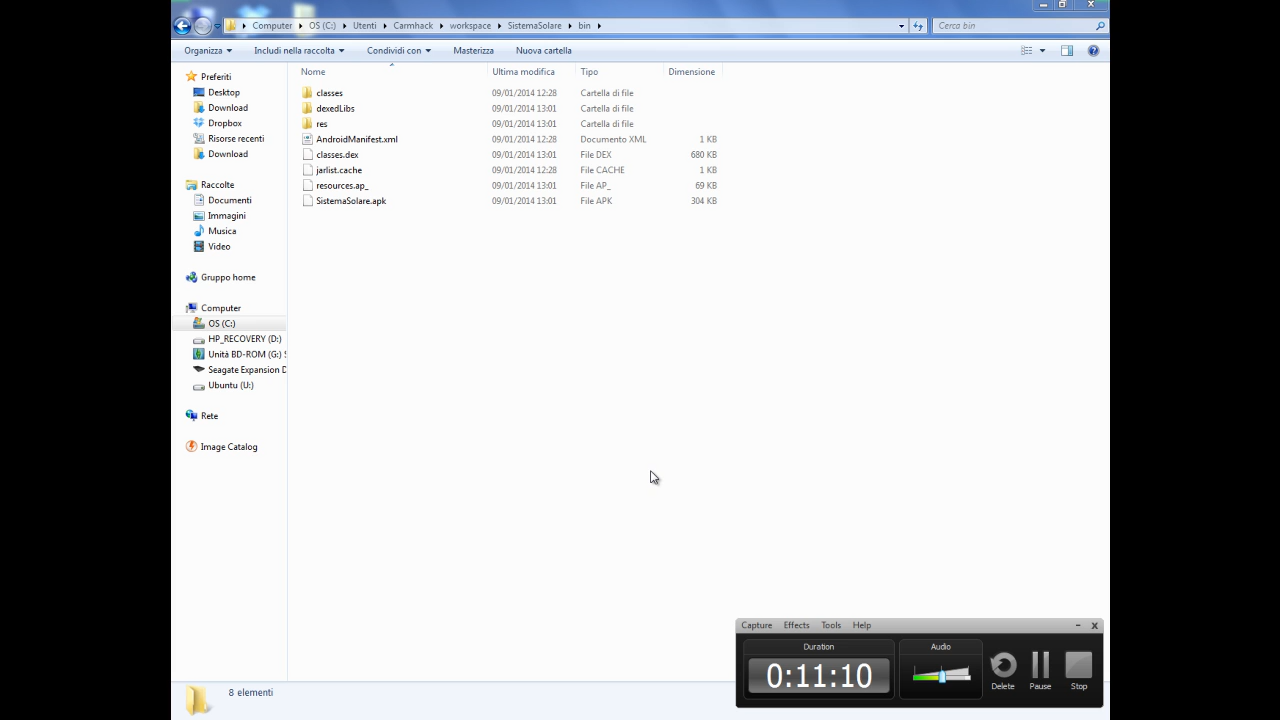 Computer OS (C:) Utenti Carmhack workspace SistemaSolare bin Cerca bin
Organizza Includi nella raccolta Condividi con Masterizza Nuova cartella
Nome Ultima modifica Tipo Dimensione
Preferiti
Desktop
Download
Dropbox
Risorse recenti
Download
Raccolte
Documenti
Immagini
Musica
Video
Gruppo home
Computer
OS (C:)
HP_RECOVERY (D:)
Unità BD-ROM (G:) S
Seagate Expansion D
Ubuntu (U:)
Rete
Image Catalog
classes 09/01/2014 12:28 Cartella di file
dexedLibs 09/01/2014 13:01 Cartella di file
res 09/01/2014 13:01 Cartella di file
AndroidManifest.xml 09/01/2014 12:28 Documento XML 1 KB
classes.dex 09/01/2014 13:01 File DEX 680 KB
jarlist.cache 09/01/2014 12:28 File CACHE 1 KB
resources.ap_ 09/01/2014 13:01 File AP_ 69 KB
SistemaSolare.apk 09/01/2014 13:01 File APK 304 KB
8 elementi
Capture Effects Tools Help
Duration Audio
0:11:10
Delete Pause Stop